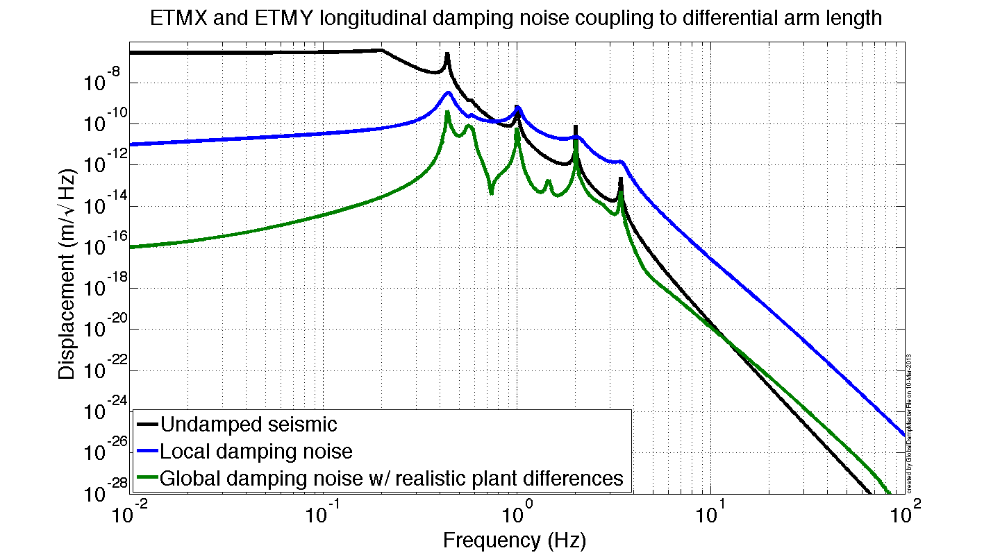 ETMX and ETMY longitudinal damping noise coupling to differential arm length
Displacement (m/√Hz)
10^-8
10^-10
10^-12
10^-14
10^-16
10^-18
10^-20
10^-22
10^-24
10^-26
10^-28
Undamped seismic
Local damping noise
Global damping noise w/ realistic plant differences
10^-2 10^-1 10^0 10^1 10^2
Frequency (Hz)
created by GlobalDampMasterFile on 10-Mar-2013